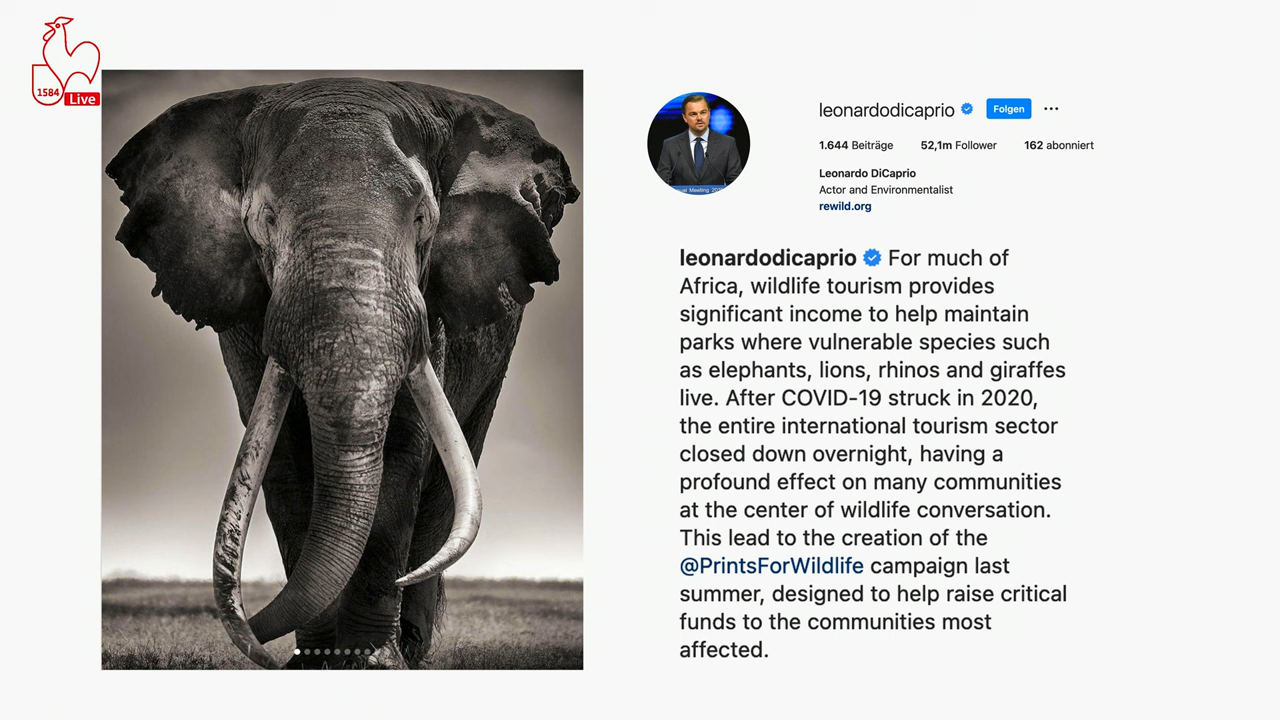 1584
Live
leonardodicaprio Folgen ...
1.644 Beiträge 52,1m Follower 162 abonniert
Leonardo DiCaprio
Actor and Environmentalist
rewild.org
leonardodicaprio For much of
Africa, wildlife tourism provides
significant income to help maintain
parks where vulnerable species such
as elephants, lions, rhinos and giraffes
live. After COVID-19 struck in 2020,
the entire international tourism sector
closed down overnight, having a
profound effect on many communities
at the center of wildlife conversation.
This lead to the creation of the
@PrintsForWildlife campaign last
summer, designed to help raise critical
funds to the communities most
affected.